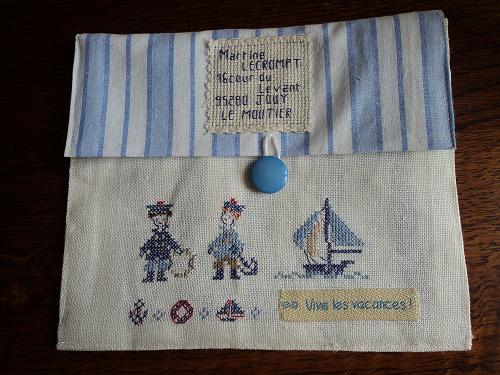 Martine
LECROMPT
16 cour du
Levant
95280 JOUY
LE MOUTIER
Vive les vacances!